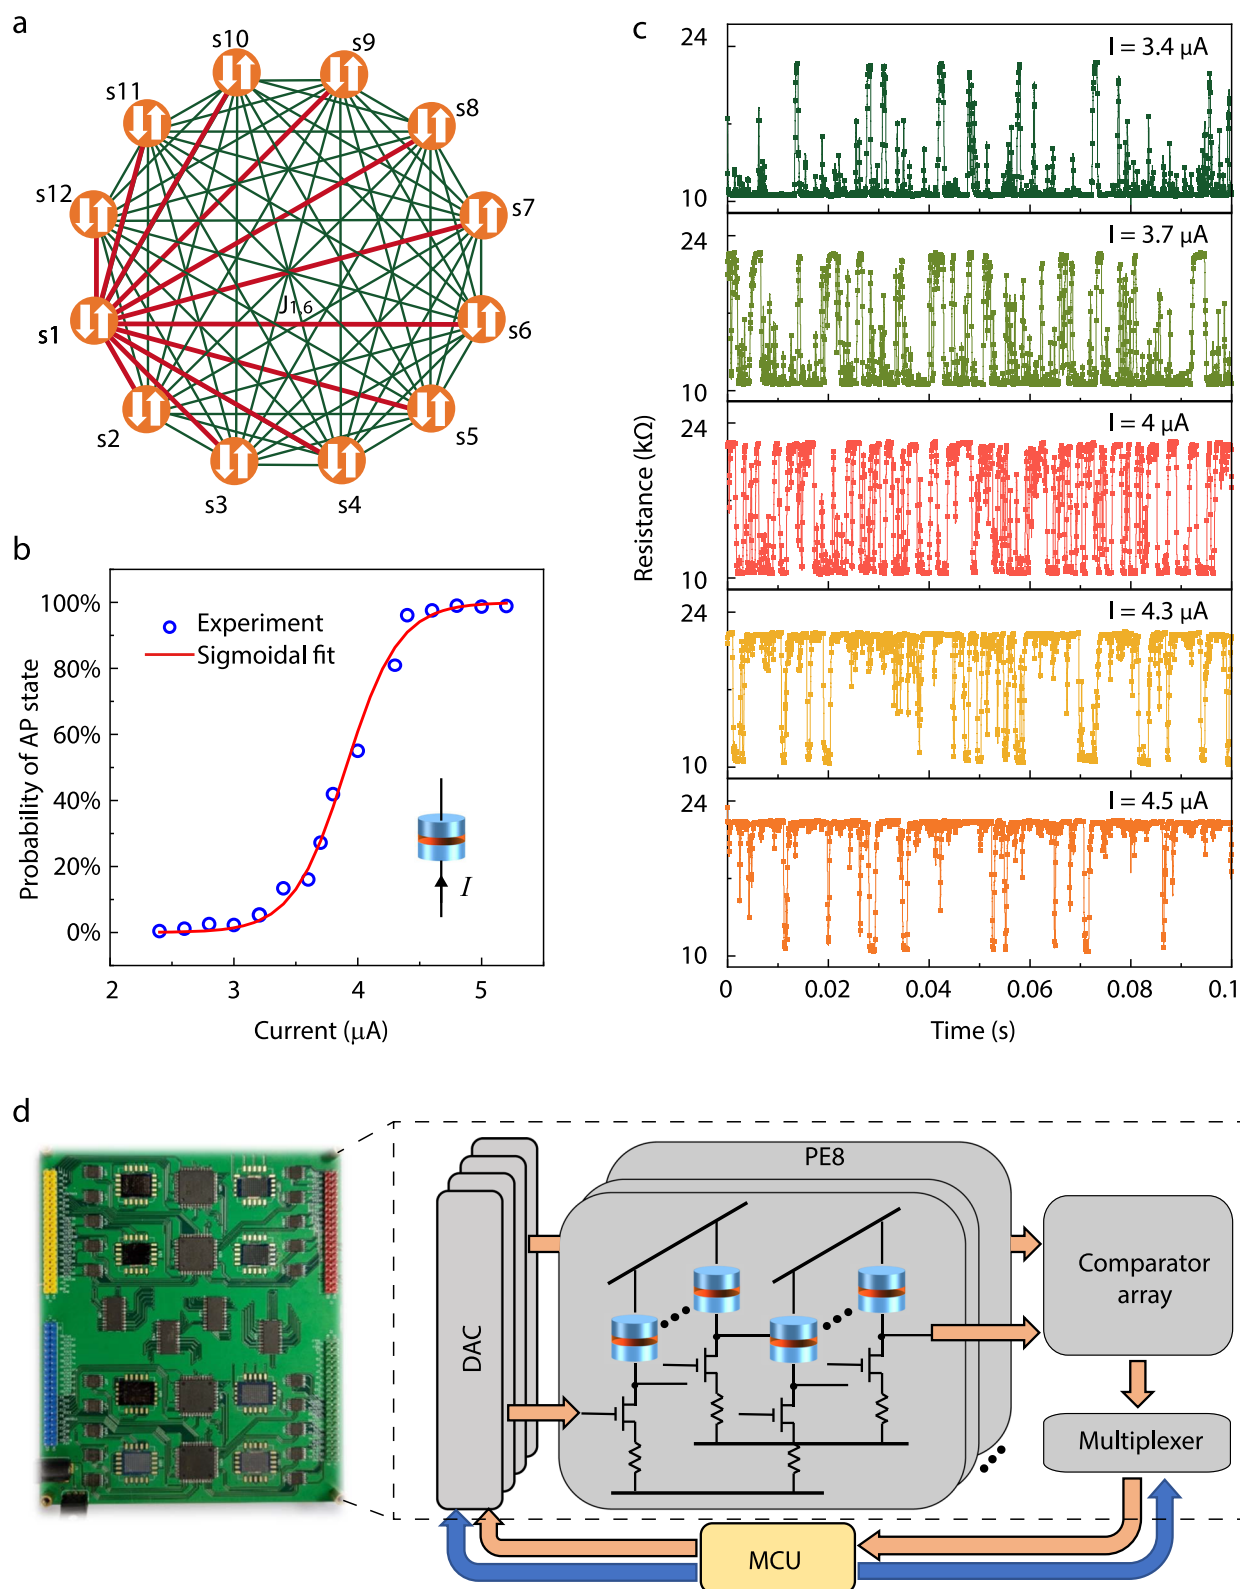 a
s10
s9
s11
s8
s12
s7
J1,6
s1
s6
s2
s5
s3
s4
b
100%
80%
60%
40%
20%
0%
Probability of AP state
Experiment
Sigmoidal fit
I
2
3
4
5
Current (μA)
c
24
10
I = 3.4 μA
24
10
I = 3.7 μA
24
10
I = 4 μA
24
10
I = 4.3 μA
24
10
I = 4.5 μA
Resistance (kΩ)
0
0.02
0.04
0.06
0.08
0.1
Time (s)
d
DAC
PE8
Comparator
array
Multiplexer
MCU